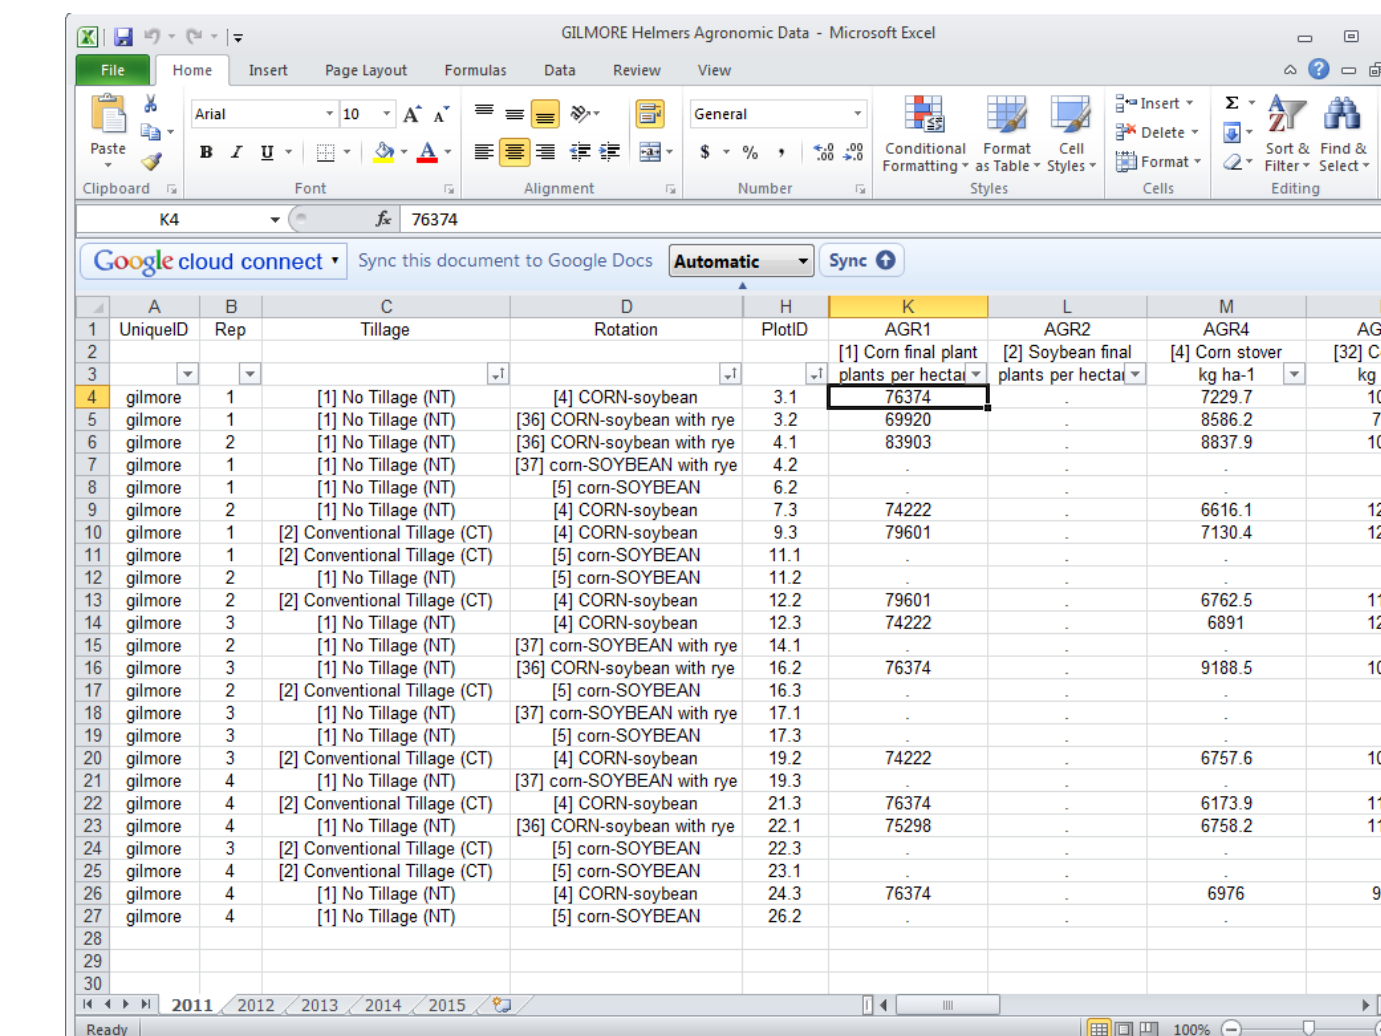 GILMORE Helmers Agronomic Data - Microsoft Excel
File Home Insert Page Layout Formulas Data Review View
Arial 10 A A General Insert Σ
Paste B I U A $ % , .00 Conditional Formatting Format as Table Cell Styles Delete Format Sort & Filter Find & Select
Clipboard Font Alignment Number Styles Cells Editing
K4 fx 76374
Google cloud connect Sync this document to Google Docs Automatic Sync
A B C D H K L M
1 UniqueID Rep Tillage Rotation PlotID AGR1 AGR2 AGR4 AG
2 [1] Corn final plant [2] Soybean final [4] Corn stover [32] C
3 plants per hectar plants per hectar kg ha-1 kg
4 gilmore 1 [1] No Tillage (NT) [4] CORN-soybean 3.1 76374 . 7229.7 10
5 gilmore 1 [1] No Tillage (NT) [36] CORN-soybean with rye 3.2 69920 . 8586.2 7
6 gilmore 2 [1] No Tillage (NT) [36] CORN-soybean with rye 4.1 83903 . 8837.9 10
7 gilmore 1 [1] No Tillage (NT) [37] corn-SOYBEAN with rye 4.2 . . .
8 gilmore 1 [1] No Tillage (NT) [5] corn-SOYBEAN 6.2 . . .
9 gilmore 2 [1] No Tillage (NT) [4] CORN-soybean 7.3 74222 . 6616.1 12
10 gilmore 1 [2] Conventional Tillage (CT) [4] CORN-soybean 9.3 79601 . 7130.4 12
11 gilmore 1 [2] Conventional Tillage (CT) [5] corn-SOYBEAN 11.1 . . .
12 gilmore 2 [1] No Tillage (NT) [5] corn-SOYBEAN 11.2 . . .
13 gilmore 2 [2] Conventional Tillage (CT) [4] CORN-soybean 12.2 79601 . 6762.5 11
14 gilmore 3 [1] No Tillage (NT) [4] CORN-soybean 12.3 74222 . 6891 12
15 gilmore 2 [1] No Tillage (NT) [37] corn-SOYBEAN with rye 14.1 . . .
16 gilmore 3 [1] No Tillage (NT) [36] CORN-soybean with rye 16.2 76374 . 9188.5 10
17 gilmore 2 [2] Conventional Tillage (CT) [5] corn-SOYBEAN 16.3 . . .
18 gilmore 3 [1] No Tillage (NT) [37] corn-SOYBEAN with rye 17.1 . . .
19 gilmore 3 [1] No Tillage (NT) [5] corn-SOYBEAN 17.3 . . .
20 gilmore 3 [2] Conventional Tillage (CT) [4] CORN-soybean 19.2 74222 . 6757.6 10
21 gilmore 4 [1] No Tillage (NT) [37] corn-SOYBEAN with rye 19.3 . . .
22 gilmore 4 [2] Conventional Tillage (CT) [4] CORN-soybean 21.3 76374 . 6173.9 11
23 gilmore 4 [1] No Tillage (NT) [36] CORN-soybean with rye 22.1 75298 . 6758.2 11
24 gilmore 3 [2] Conventional Tillage (CT) [5] corn-SOYBEAN 22.3 . . .
25 gilmore 4 [2] Conventional Tillage (CT) [5] corn-SOYBEAN 23.1 . . .
26 gilmore 4 [1] No Tillage (NT) [4] CORN-soybean 24.3 76374 . 6976 9
27 gilmore 4 [1] No Tillage (NT) [5] corn-SOYBEAN 26.2 . . .
28
29
30
2011 2012 2013 2014 2015
Ready 100%